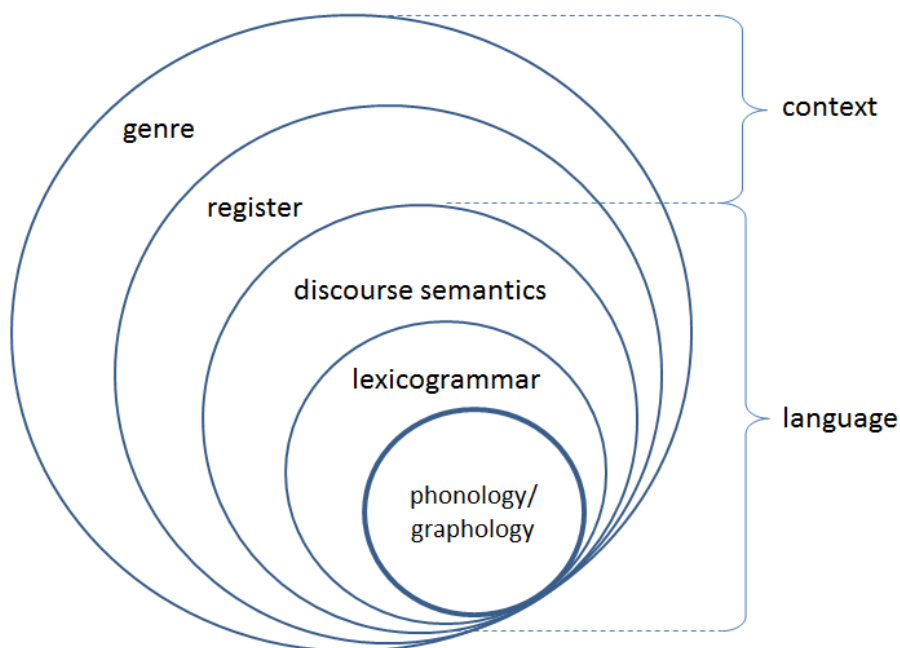 genre
context
register
discourse semantics
lexicogrammar
language
phonology/
graphology